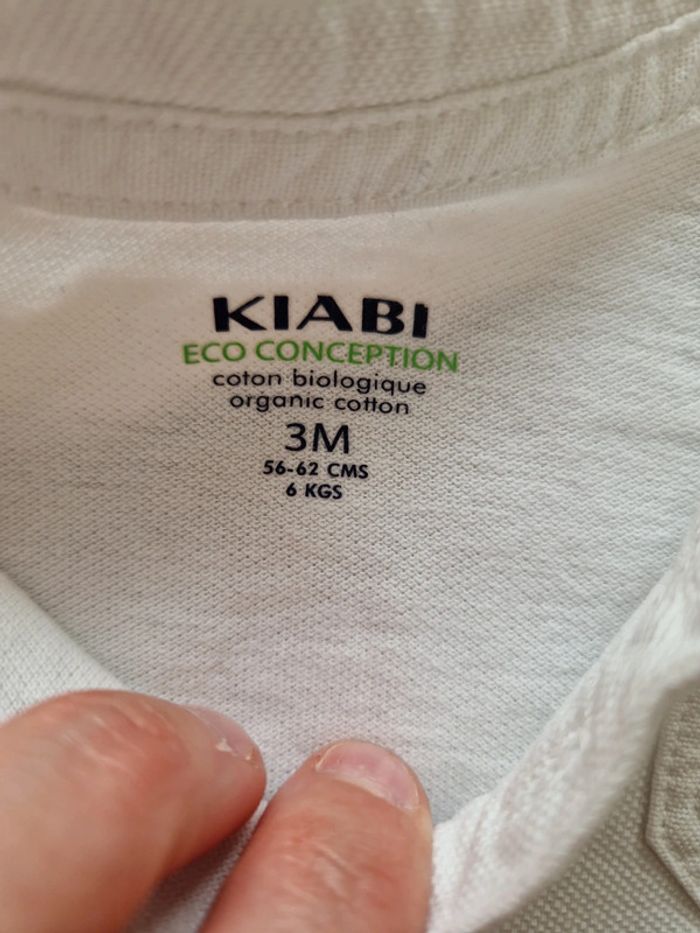 KIABI
ECO CONCEPTION
coton biologique
organic cotton
3M
56-62 CMS
6 KGS